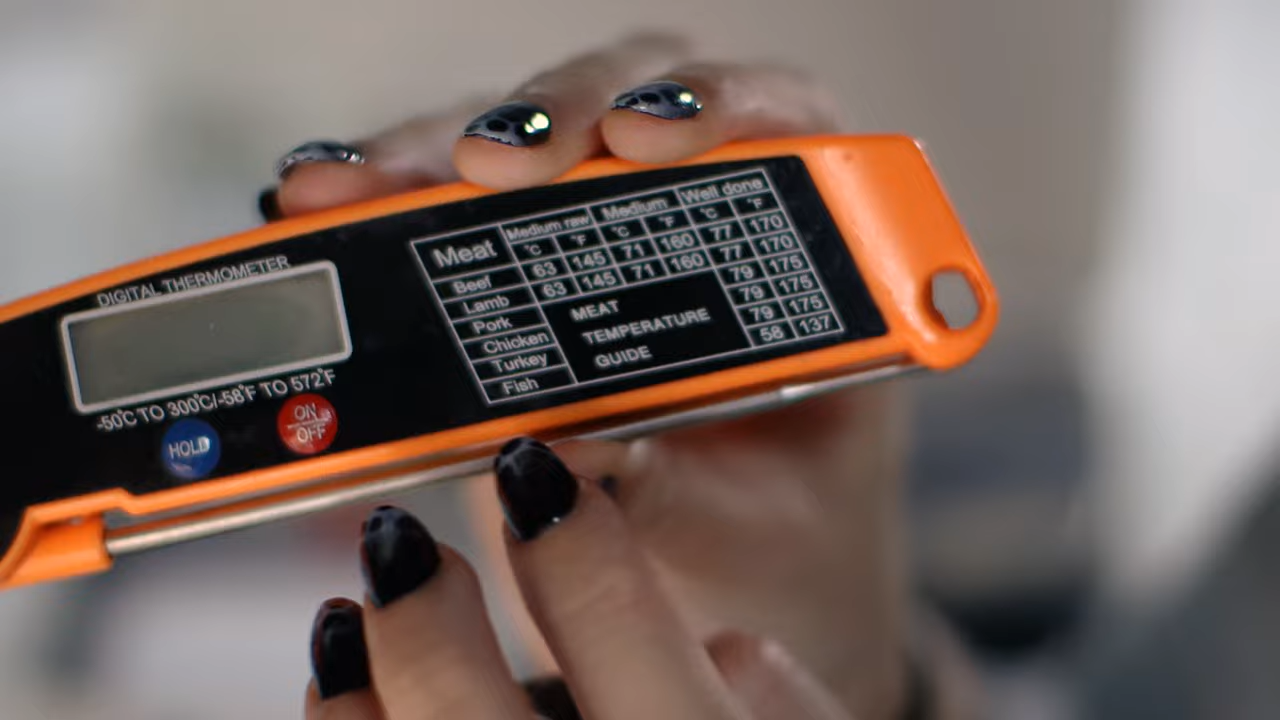 DIGITAL THERMOMETER
-50℃ TO 300℃/-58℉ TO 572℉
HOLD
ON
OFF
Meat Medium raw Medium Well done
℃ ℉ ℃ ℉ ℃ ℉
Beef 63 145 71 160 77 170
Lamb 63 145 71 160 77 170
Pork 79 175
Chicken 79 175
Turkey 79 175
Fish 58 137
MEAT
TEMPERATURE
GUIDE